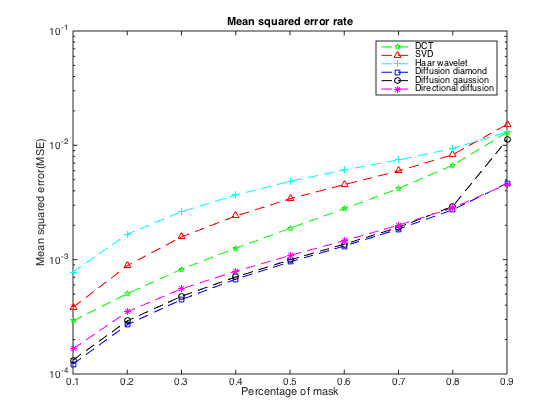 Mean squared error rate
10^-1
10^-2
10^-3
10^-4
Mean squared error(MSE)
DCT
SVD
Haar wavelet
Diffusion diamond
Diffusion gaussion
Directional diffusion
0.1 0.2 0.3 0.4 0.5 0.6 0.7 0.8 0.9
Percentage of mask